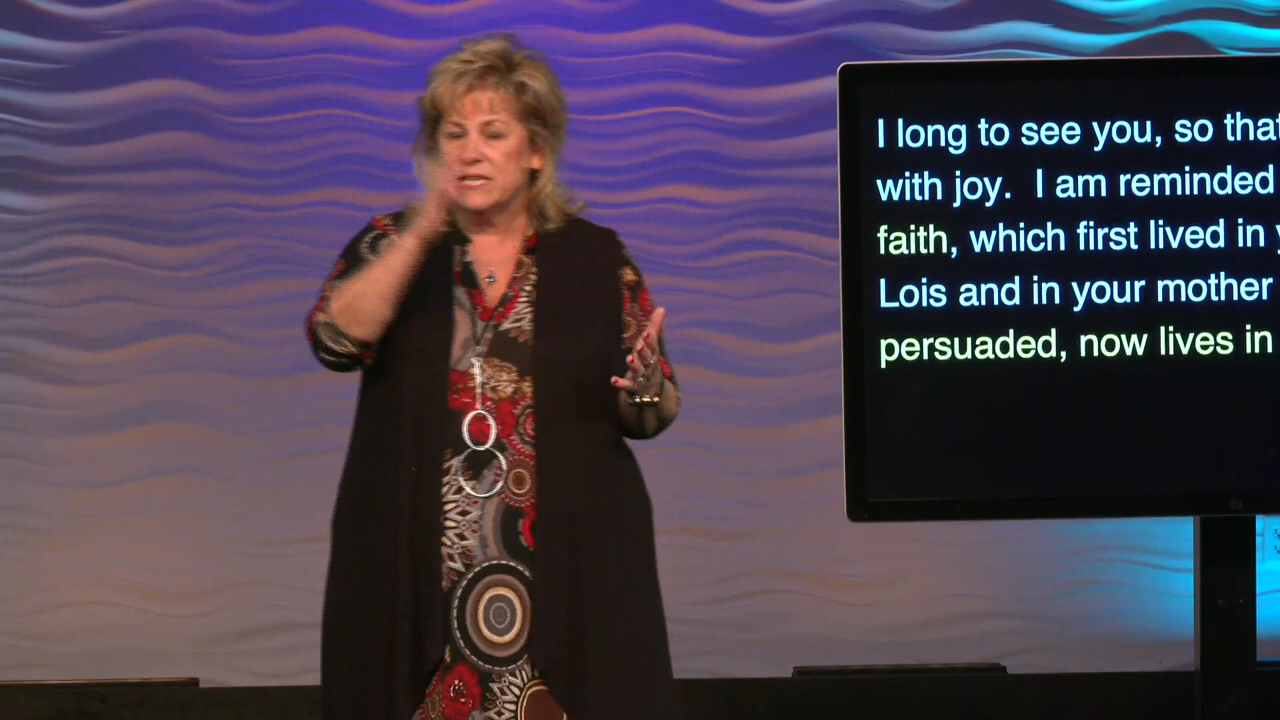 I long to see you, so that
with joy. I am reminded
faith, which first lived in
Lois and in your mother
persuaded, now lives in